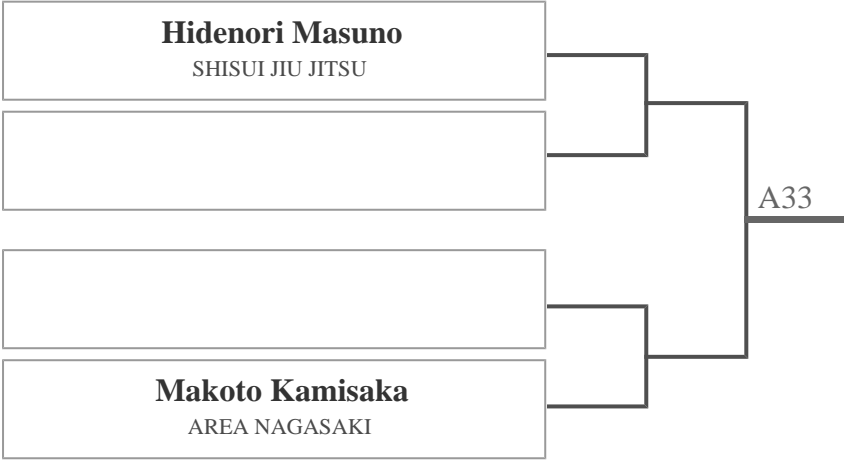 Hidenori Masuno
SHISUI JIU JITSU
A33
Makoto Kamisaka
AREA NAGASAKI